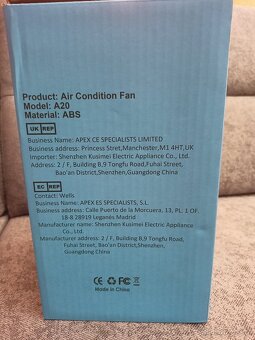 Product: Air Condition Fan
Model: A20
Material: ABS
UK REP
Business Name: APEX CE SPECIALISTS LIMITED
Business address: Princess Stret,Manchester,M1 4HT,UK
Importer: Shenzhen Kusimei Electric Appliance Co., Ltd.
Address: 2 / F, Building B,9 Tongfu Road,Fuhai Street,
Bao'an District,Shenzhen,Guangdong China
EC REP
Contact: Wells
Business name: APEX ES SPECIALISTS, S.L.
Business address: Calle Puerto de la Morcuera, 13, PL. 1 Of
18-8 28919 Leganés Madrid
Manufacturer name: Shenzhen Kusimei Electric Appliance
Co., Ltd.
Manufacturer address: 2 / F, Building B,9 Tongfu Road,
Fuhai Street, Bao'an District,Shenzhen,
Guangdong China
CE
Made in China